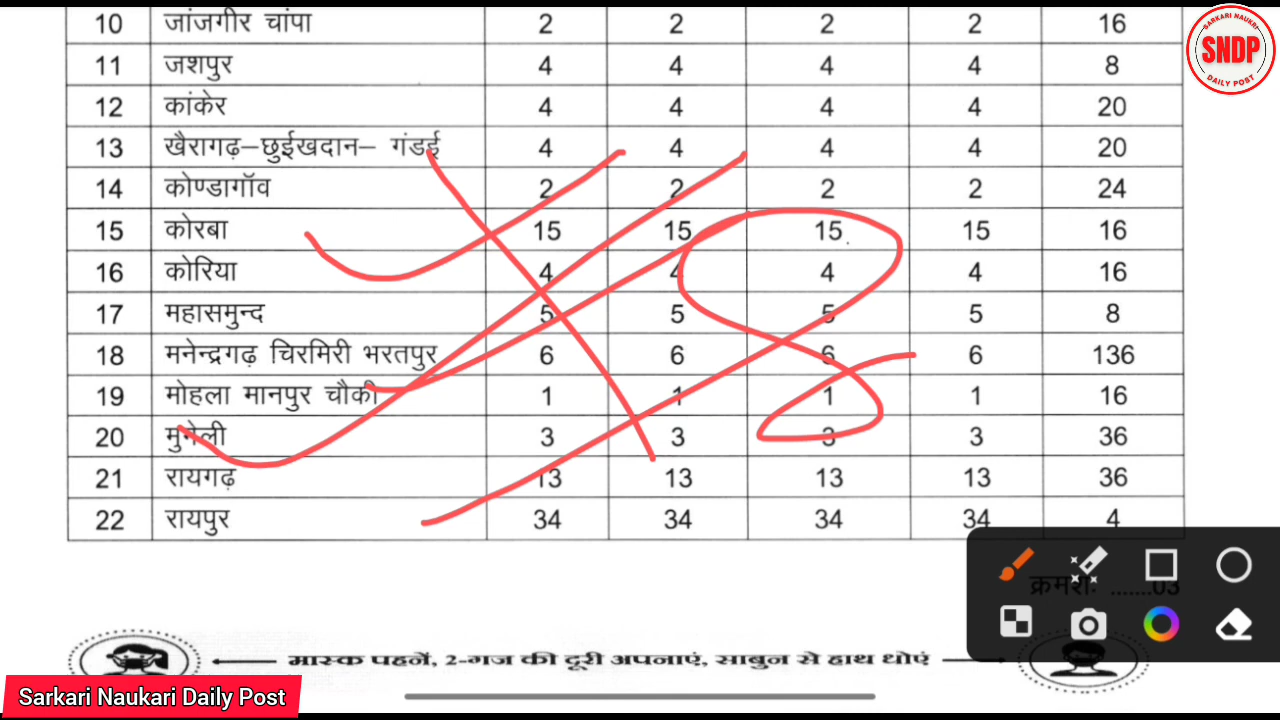 10 जांजगीर चांपा 2 2 2 2 16
11 जशपुर 4 4 4 4 8
12 कांकेर 4 4 4 4 20
13 खैरागढ़–छुईखदान– गंडई 4 4 4 4 20
14 कोण्डागॉव 2 2 2 2 24
15 कोरबा 15 15 15 15 16
16 कोरिया 4 4 4 4 16
17 महासमुन्द 5 5 5 5 8
18 मनेन्द्रगढ़ चिरमिरी भरतपुर 6 6 6 6 136
19 मोहला मानपुर चौकी 1 1 1 1 16
20 मुंगेली 3 3 3 3 36
21 रायगढ़ 13 13 13 13 36
22 रायपुर 34 34 34 34 4
क्रमशः .......03
मास्क पहनें, 2-गज की दूरी अपनाएं, साबुन से हाथ धोएं
SARKARI NAUKRI
SNDP
DAILY POST
Sarkari Naukari Daily Post